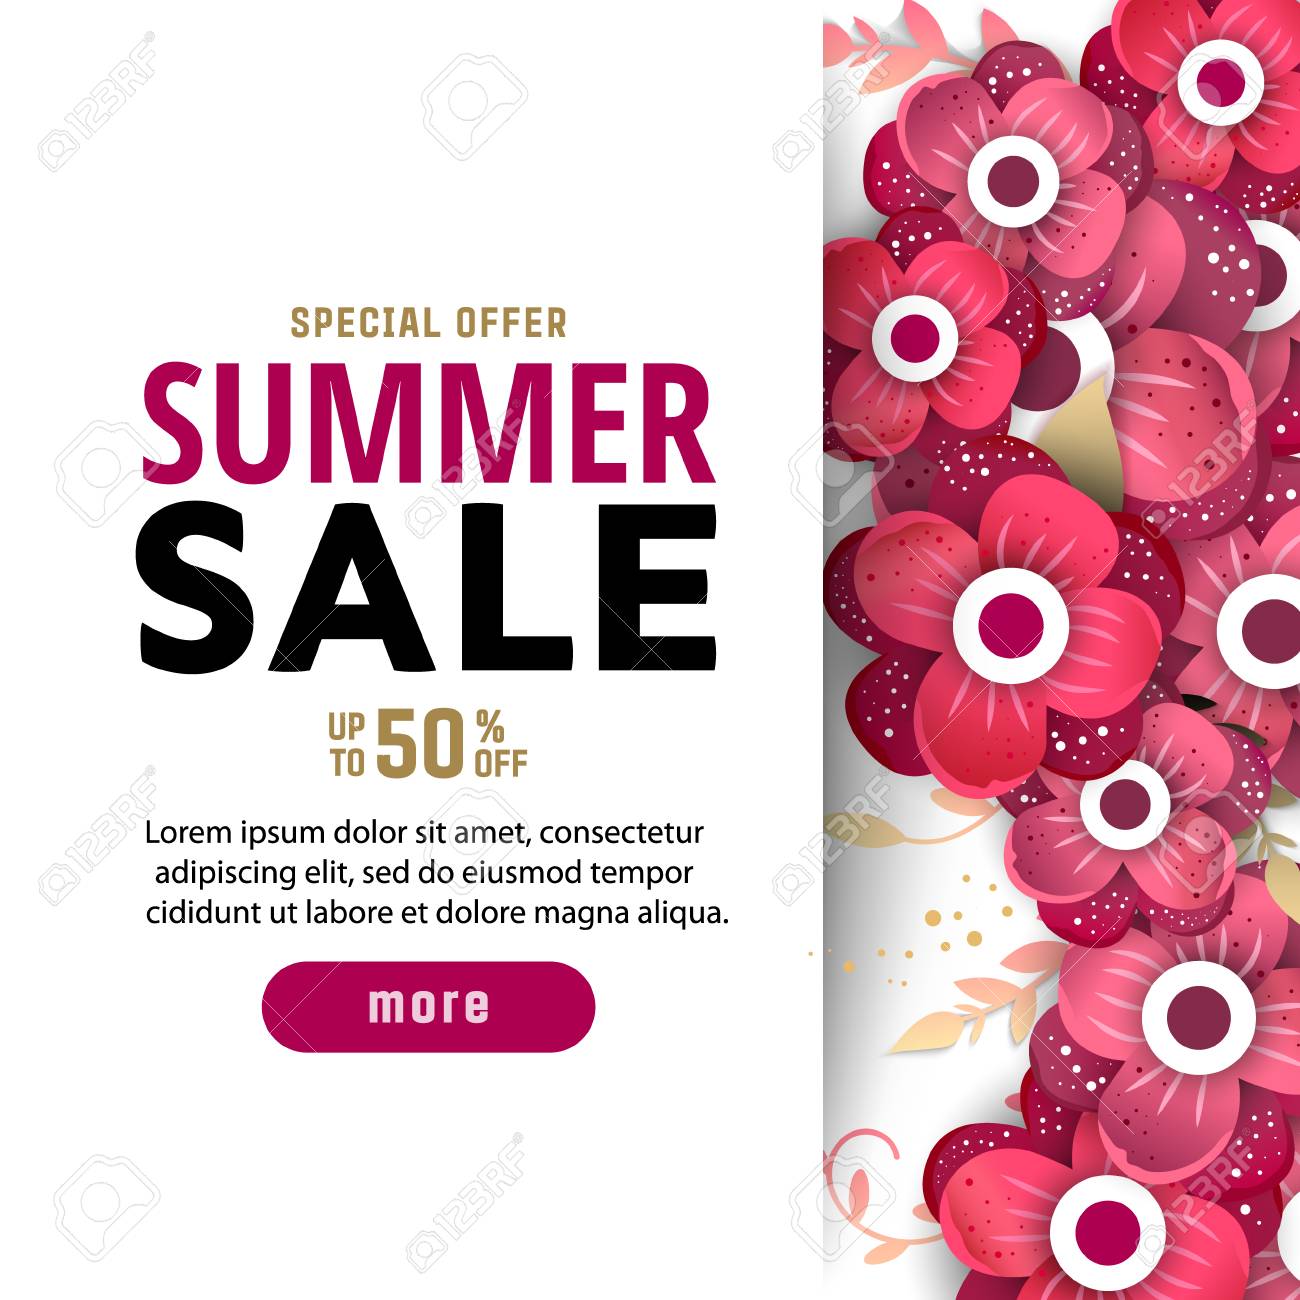 SPECIAL OFFER
SUMMER
SALE
UP TO 50% OFF
Lorem ipsum dolor sit amet, consectetur
adipiscing elit, sed do eiusmod tempor
cididunt ut labore et dolore magna aliqua.
more
123RF